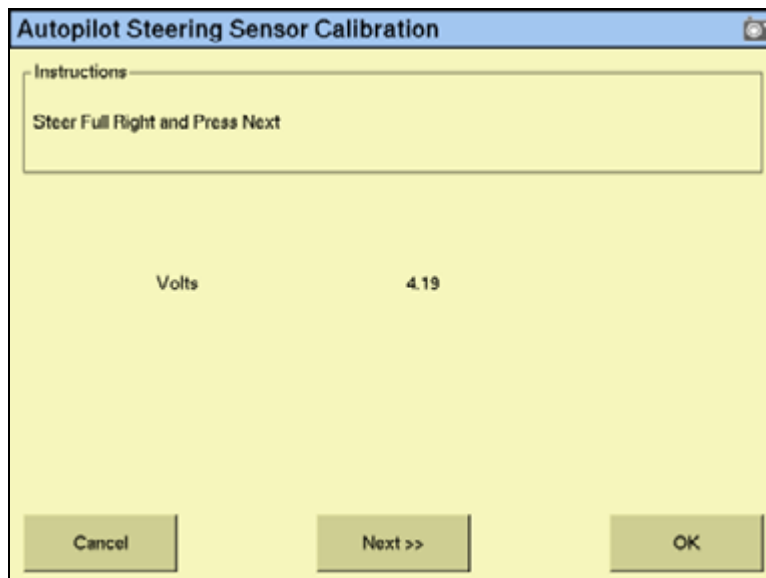 Autopilot Steering Sensor Calibration
Instructions
Steer Full Right and Press Next
Volts 4.19
Cancel Next >> OK